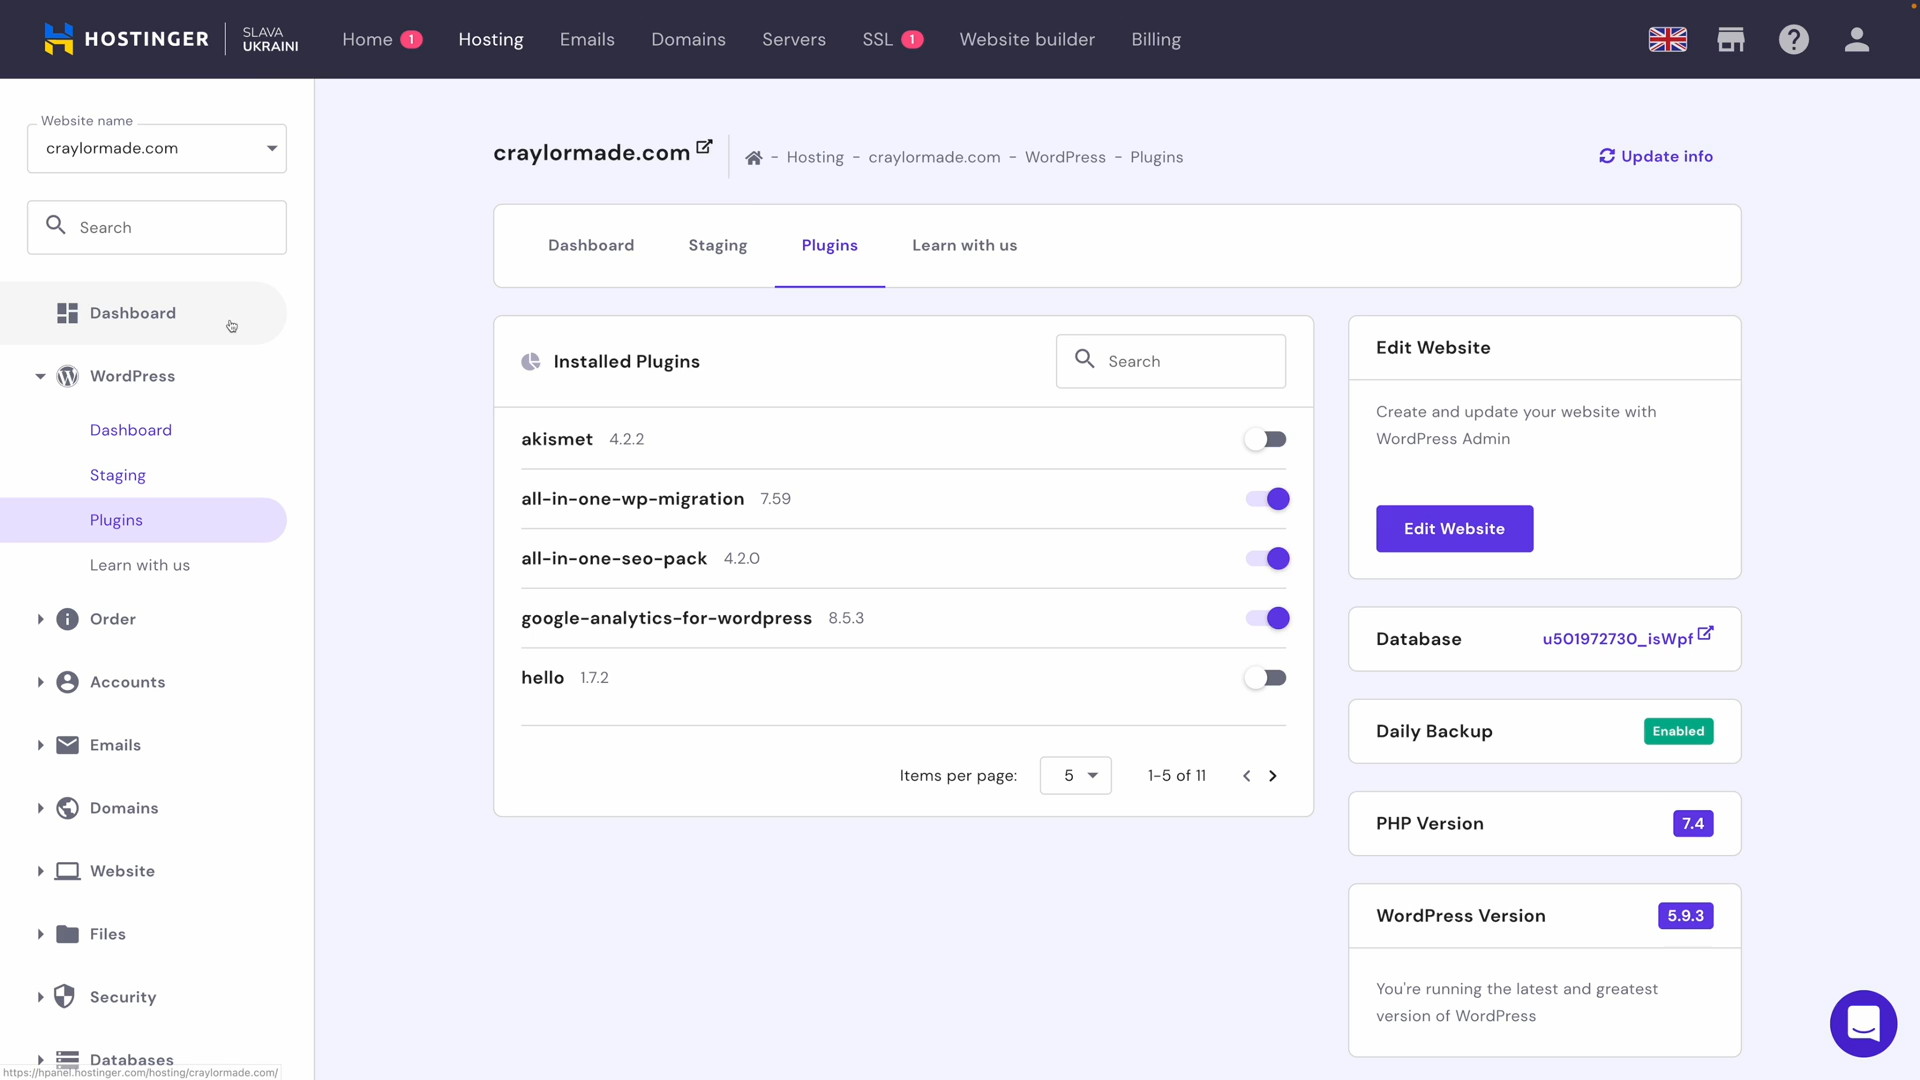 HOSTINGER
SLAVA
UKRAINI
Home 1
Hosting
Emails
Domains
Servers
SSL 1
Website builder
Billing
Website name
craylormade.com
Search
Dashboard
WordPress
Dashboard
Staging
Plugins
Learn with us
Order
Accounts
Emails
Domains
Website
Files
Security
Databases
https://hpanel.hostinger.com/hosting/craylormade.com/
craylormade.com
- Hosting - craylormade.com - WordPress - Plugins
Update info
Dashboard
Staging
Plugins
Learn with us
Installed Plugins
Search
akismet 4.2.2
all-in-one-wp-migration 7.59
all-in-one-seo-pack 4.2.0
google-analytics-for-wordpress 8.5.3
hello 1.7.2
Items per page: 5 1-5 of 11
Edit Website
Create and update your website with
WordPress Admin
Edit Website
Database u501972730_isWpf
Daily Backup Enabled
PHP Version 7.4
WordPress Version 5.9.3
You're running the latest and greatest
version of WordPress